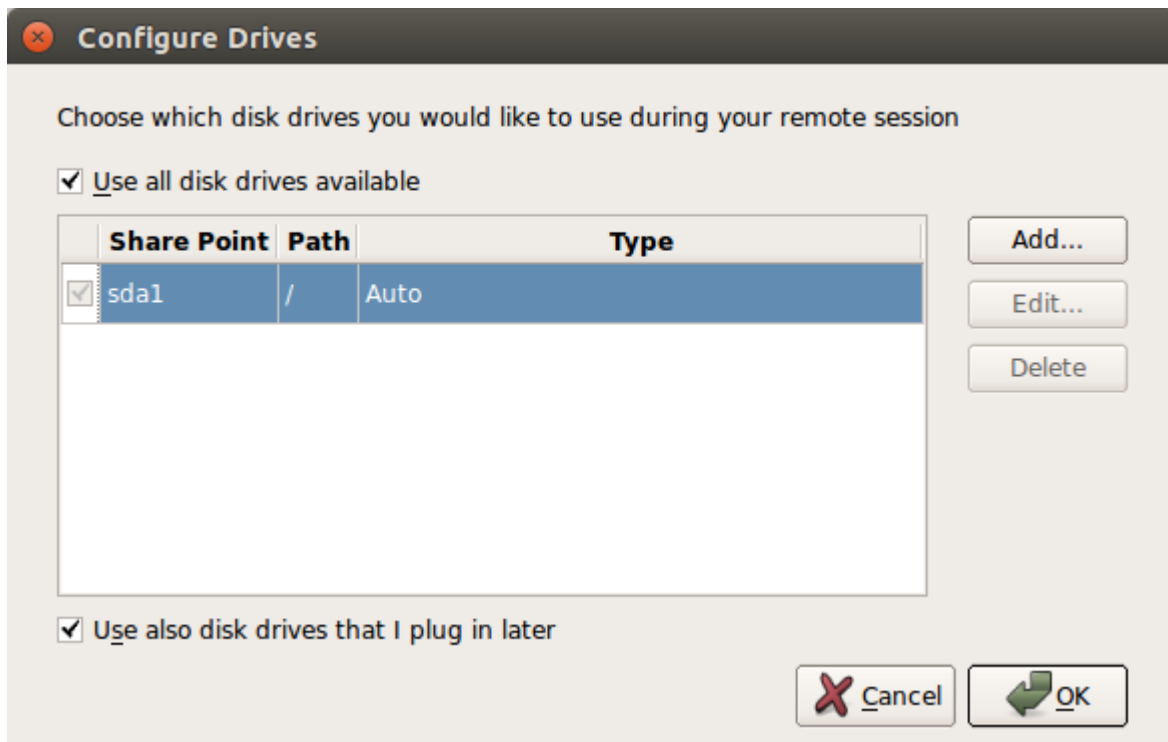 Configure Drives
Choose which disk drives you would like to use during your remote session
Use all disk drives available
Share Point Path Type
Add...
sda1 / Auto
Edit...
Delete
Use also disk drives that I plug in later
Cancel OK